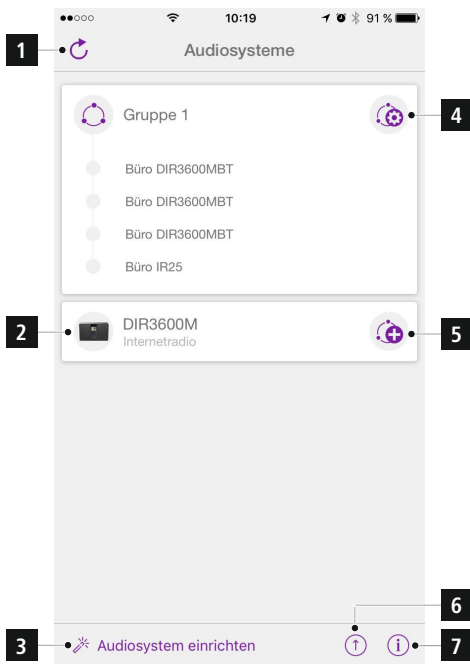 10:19
91 %
1
Audiosysteme
Gruppe 1
4
Büro DIR3600MBT
Büro DIR3600MBT
Büro DIR3600MBT
Büro IR25
2
DIR3600M
Internetradio
5
6
3
Audiosystem einrichten
i
7